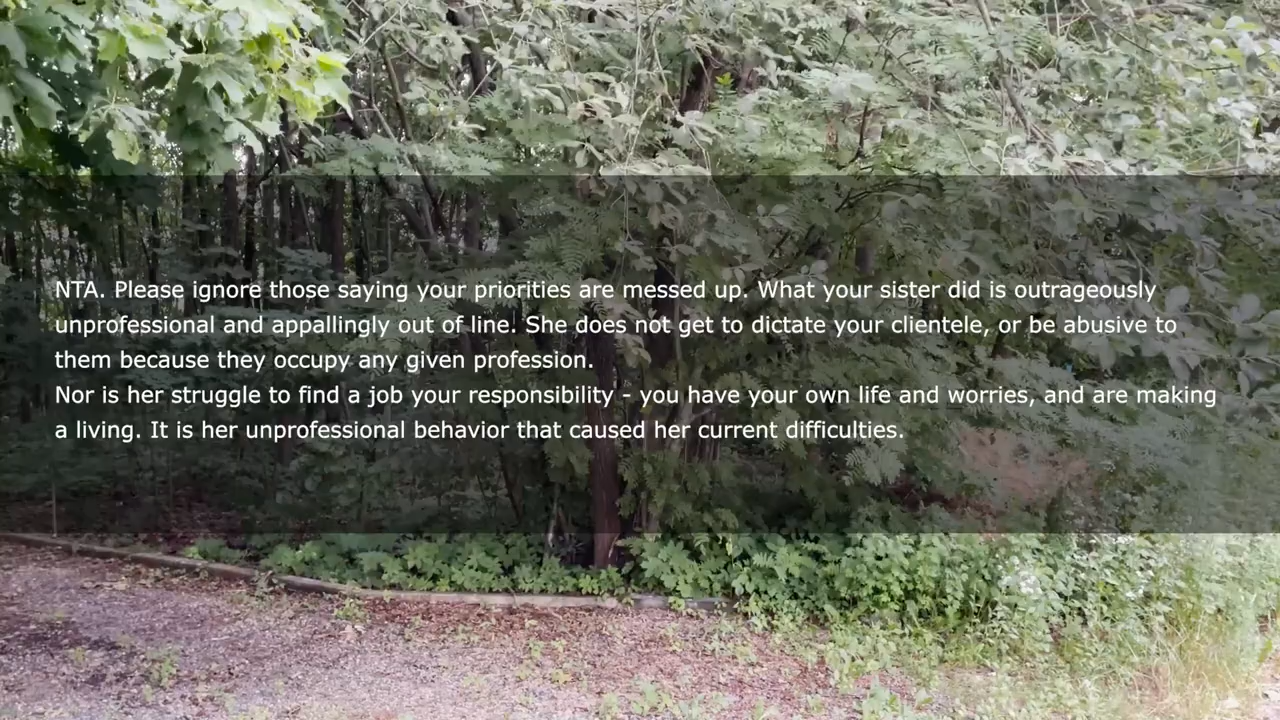 NTA. Please ignore those saying your priorities are messed up. What your sister did is outrageously
unprofessional and appallingly out of line. She does not get to dictate your clientele, or be abusive to
them because they occupy any given profession.
Nor is her struggle to find a job your responsibility - you have your own life and worries, and are making
a living. It is her unprofessional behavior that caused her current difficulties.